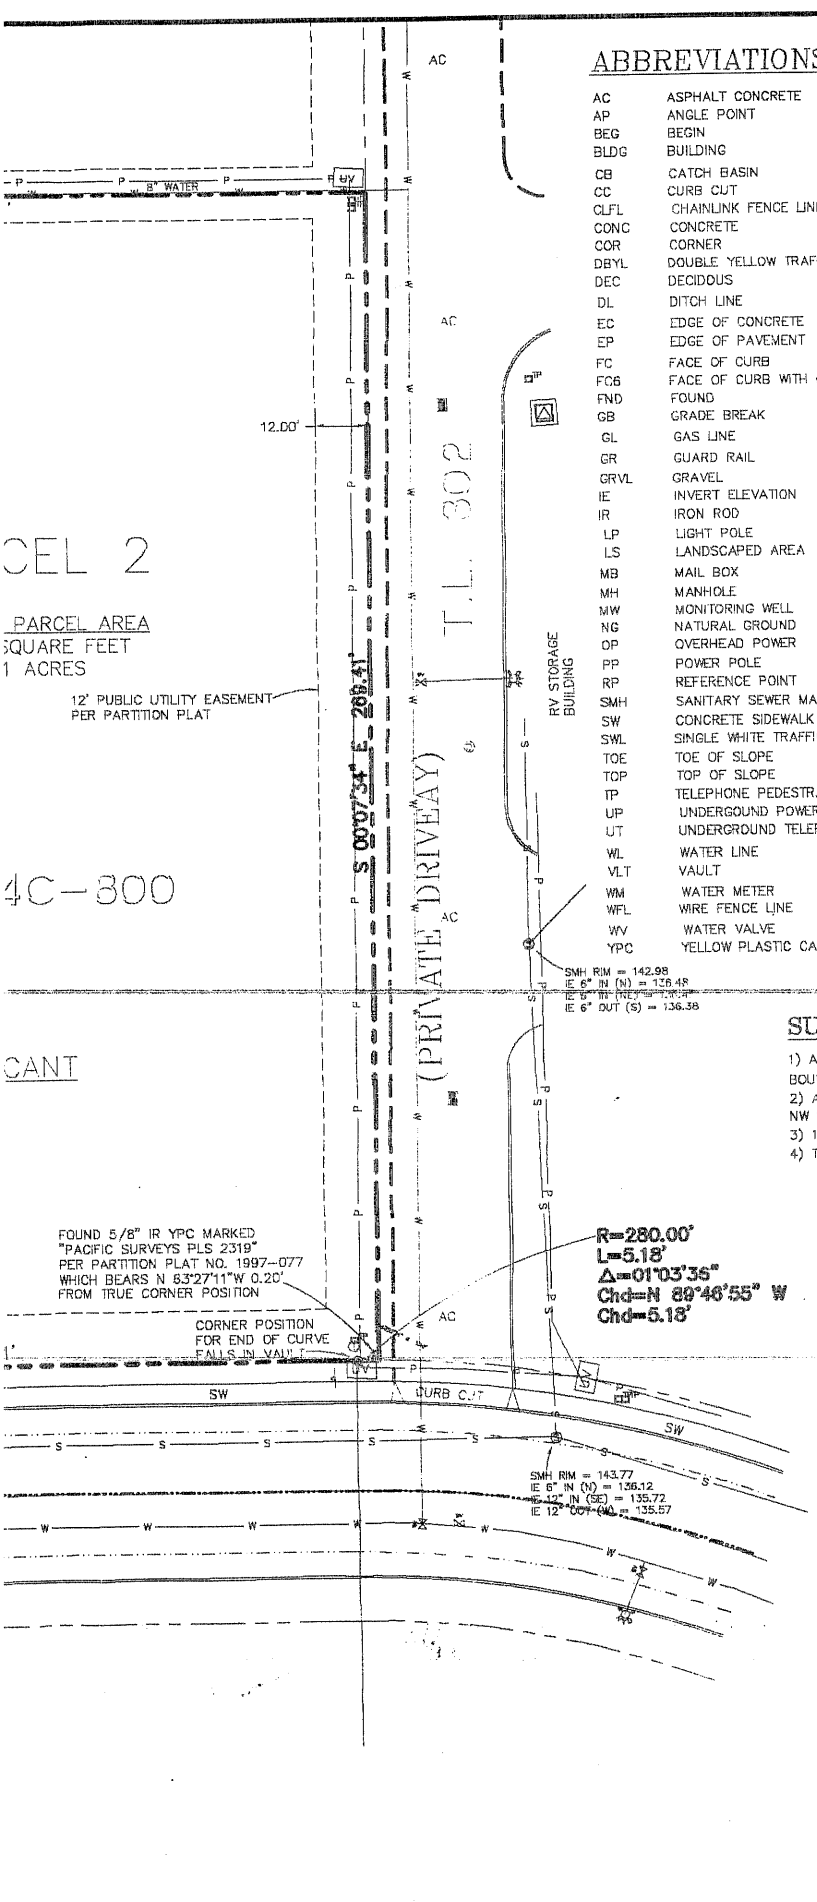 AC
8" WATER
12.00'
AC
T.L. 302
CEL 2
PARCEL AREA
SQUARE FEET
1 ACRES
12' PUBLIC UTILITY EASEMENT
PER PARTITION PLAT
S 00°07'34" E 269.41'
RV STORAGE
BUILDING
(PRIVATE DRIVEAY)
4C-800
AC
CANT
SMH RIM = 142.98
IE 6" IN (N) = 136.48
IE 6" OUT (S) = 136.38
FOUND 5/8" IR YPC MARKED
"PACIFIC SURVEYS PLS 2319"
PER PARTITION PLAT NO. 1997-077
WHICH BEARS N 63°27'11"W 0.20'
FROM TRUE CORNER POSITION
CORNER POSITION
FOR END OF CURVE
FALLS IN VAULT
AC
R=280.00'
L=5.18'
Δ=01°03'36"
Chd=N 89°46'55" W
Chd=5.18'
SW
CURB CUT
SW
SMH RIM = 143.77
IE 6" IN (N) = 136.12
IE 12" IN (SE) = 135.72
IE 12" OUT (W) = 135.57
ABBREVIATIONS
AC ASPHALT CONCRETE
AP ANGLE POINT
BEG BEGIN
BLDG BUILDING
CB CATCH BASIN
CC CURB CUT
CLFL CHAINLINK FENCE LIN
CONC CONCRETE
COR CORNER
DBYL DOUBLE YELLOW TRAF
DEC DECIDOUS
DL DITCH LINE
EC EDGE OF CONCRETE
EP EDGE OF PAVEMENT
FC FACE OF CURB
FC6 FACE OF CURB WITH
FND FOUND
GB GRADE BREAK
GL GAS LINE
GR GUARD RAIL
GRVL GRAVEL
IE INVERT ELEVATION
IR IRON ROD
LP LIGHT POLE
LS LANDSCAPED AREA
MB MAIL BOX
MH MANHOLE
MW MONITORING WELL
NG NATURAL GROUND
OP OVERHEAD POWER
PP POWER POLE
RP REFERENCE POINT
SMH SANITARY SEWER MA
SW CONCRETE SIDEWALK
SWL SINGLE WHITE TRAFFI
TOE TOE OF SLOPE
TOP TOP OF SLOPE
TP TELEPHONE PEDESTR
UP UNDERGOUND POWER
UT UNDERGROUND TELEP
WL WATER LINE
VLT VAULT
WM WATER METER
WFL WIRE FENCE LINE
WV WATER VALVE
YPC YELLOW PLASTIC CA
SU
1) A
BOU
2) A
NW
3) 1
4) T